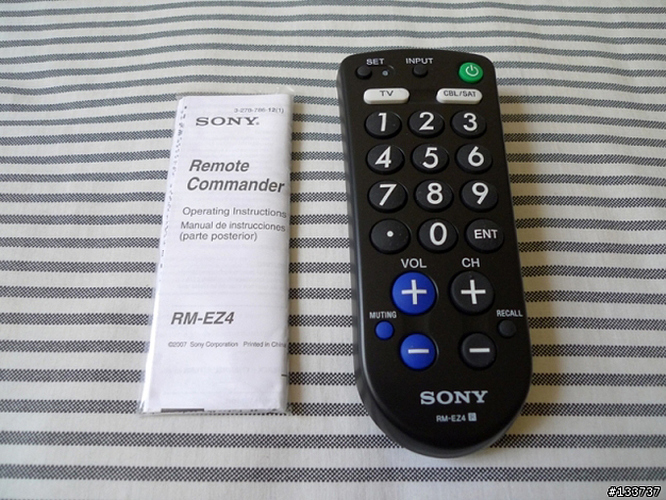 3-278-786-12(1)
SONY®
Remote
Commander
Operating Instructions
Manual de instrucciones
(parte posterior)
RM-EZ4
©2007 Sony Corporation Printed in China
SET INPUT
TV CBL/SAT
1 2 3
4 5 6
7 8 9
• 0 ENT
VOL CH
+ +
MUTING RECALL
− −
SONY
RM-EZ4 P
#133737